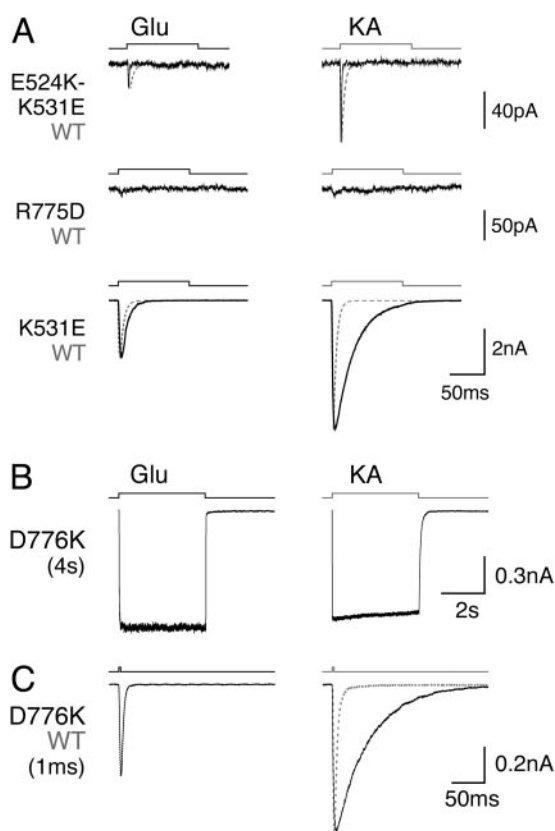 A
Glu KA
E524K-
K531E
WT
40pA
R775D
WT
50pA
K531E
WT
2nA
50ms
B
Glu KA
D776K
(4s)
0.3nA
2s
C
D776K
WT
(1ms)
0.2nA
50ms